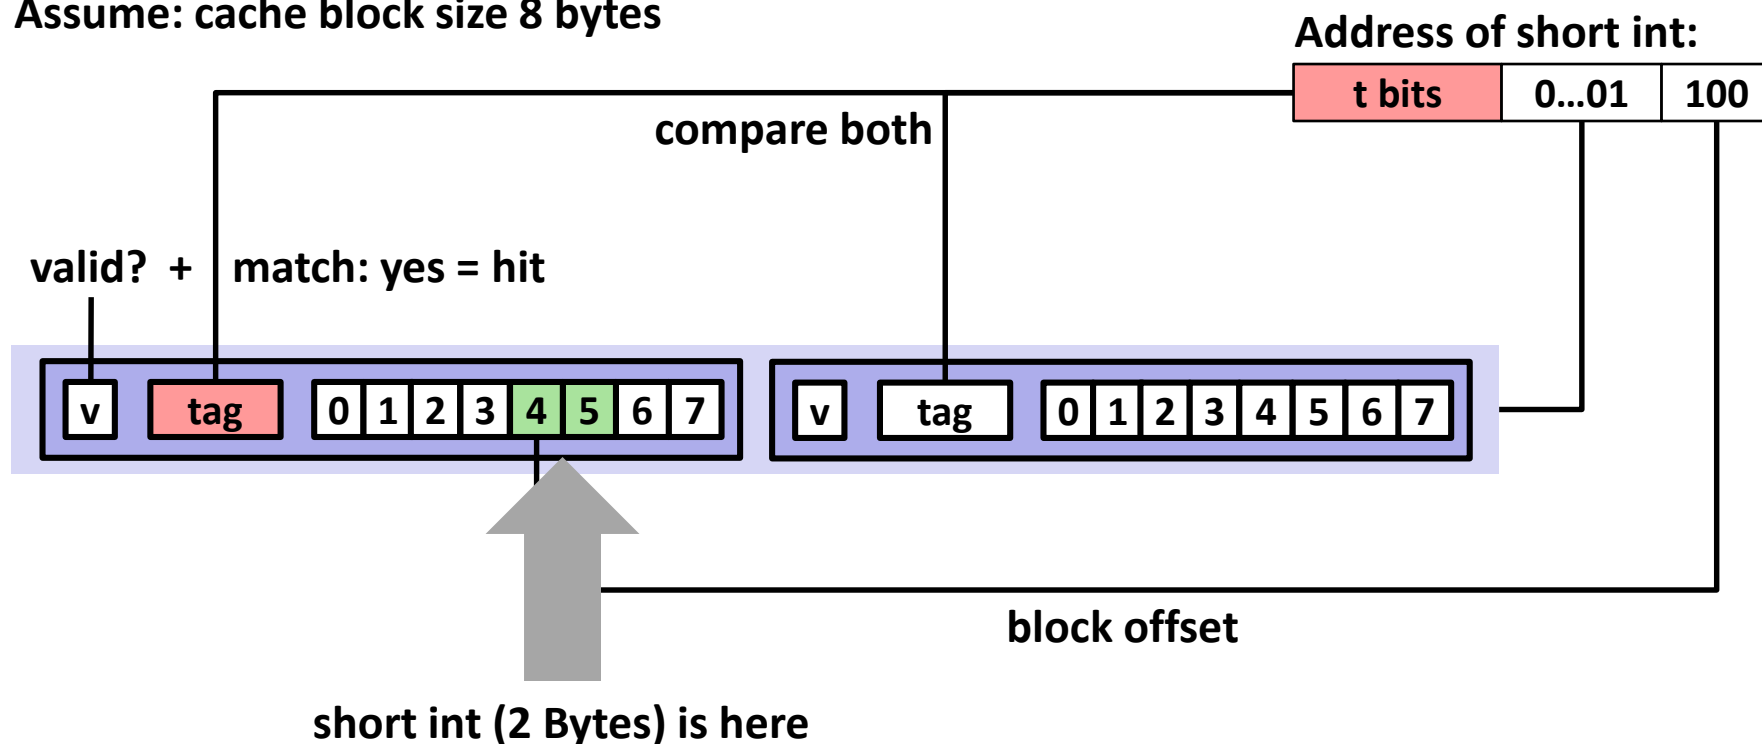 Assume: cache block size 8 bytes
Address of short int:
t bits 0...01 100
compare both
valid? + match: yes = hit
v tag 0 1 2 3 4 5 6 7 v tag 0 1 2 3 4 5 6 7
block offset
short int (2 Bytes) is here